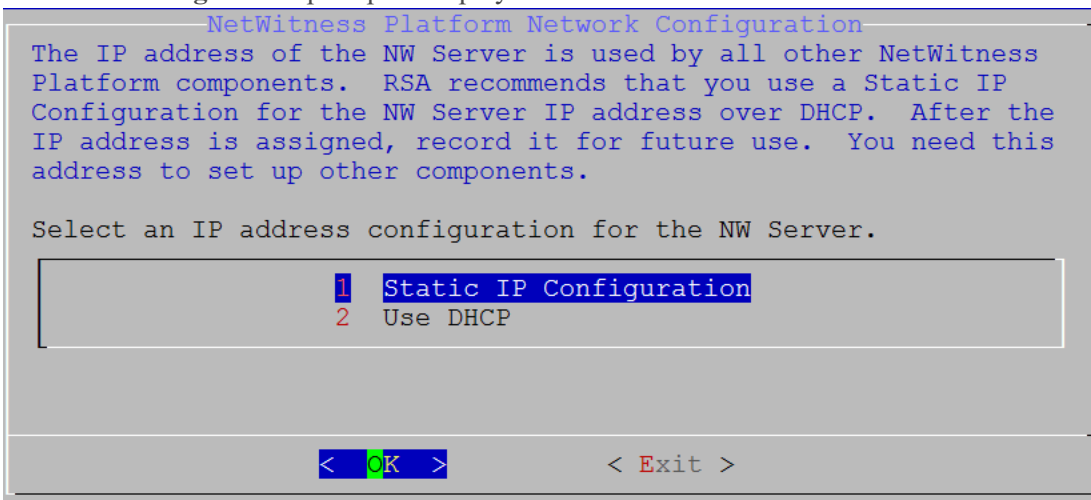 NetWitness Platform Network Configuration
The IP address of the NW Server is used by all other NetWitness
Platform components.  RSA recommends that you use a Static IP
Configuration for the NW Server IP address over DHCP.  After the
IP address is assigned, record it for future use.  You need this
address to set up other components.
Select an IP address configuration for the NW Server.
1 Static IP Configuration
2 Use DHCP
< OK > < Exit >